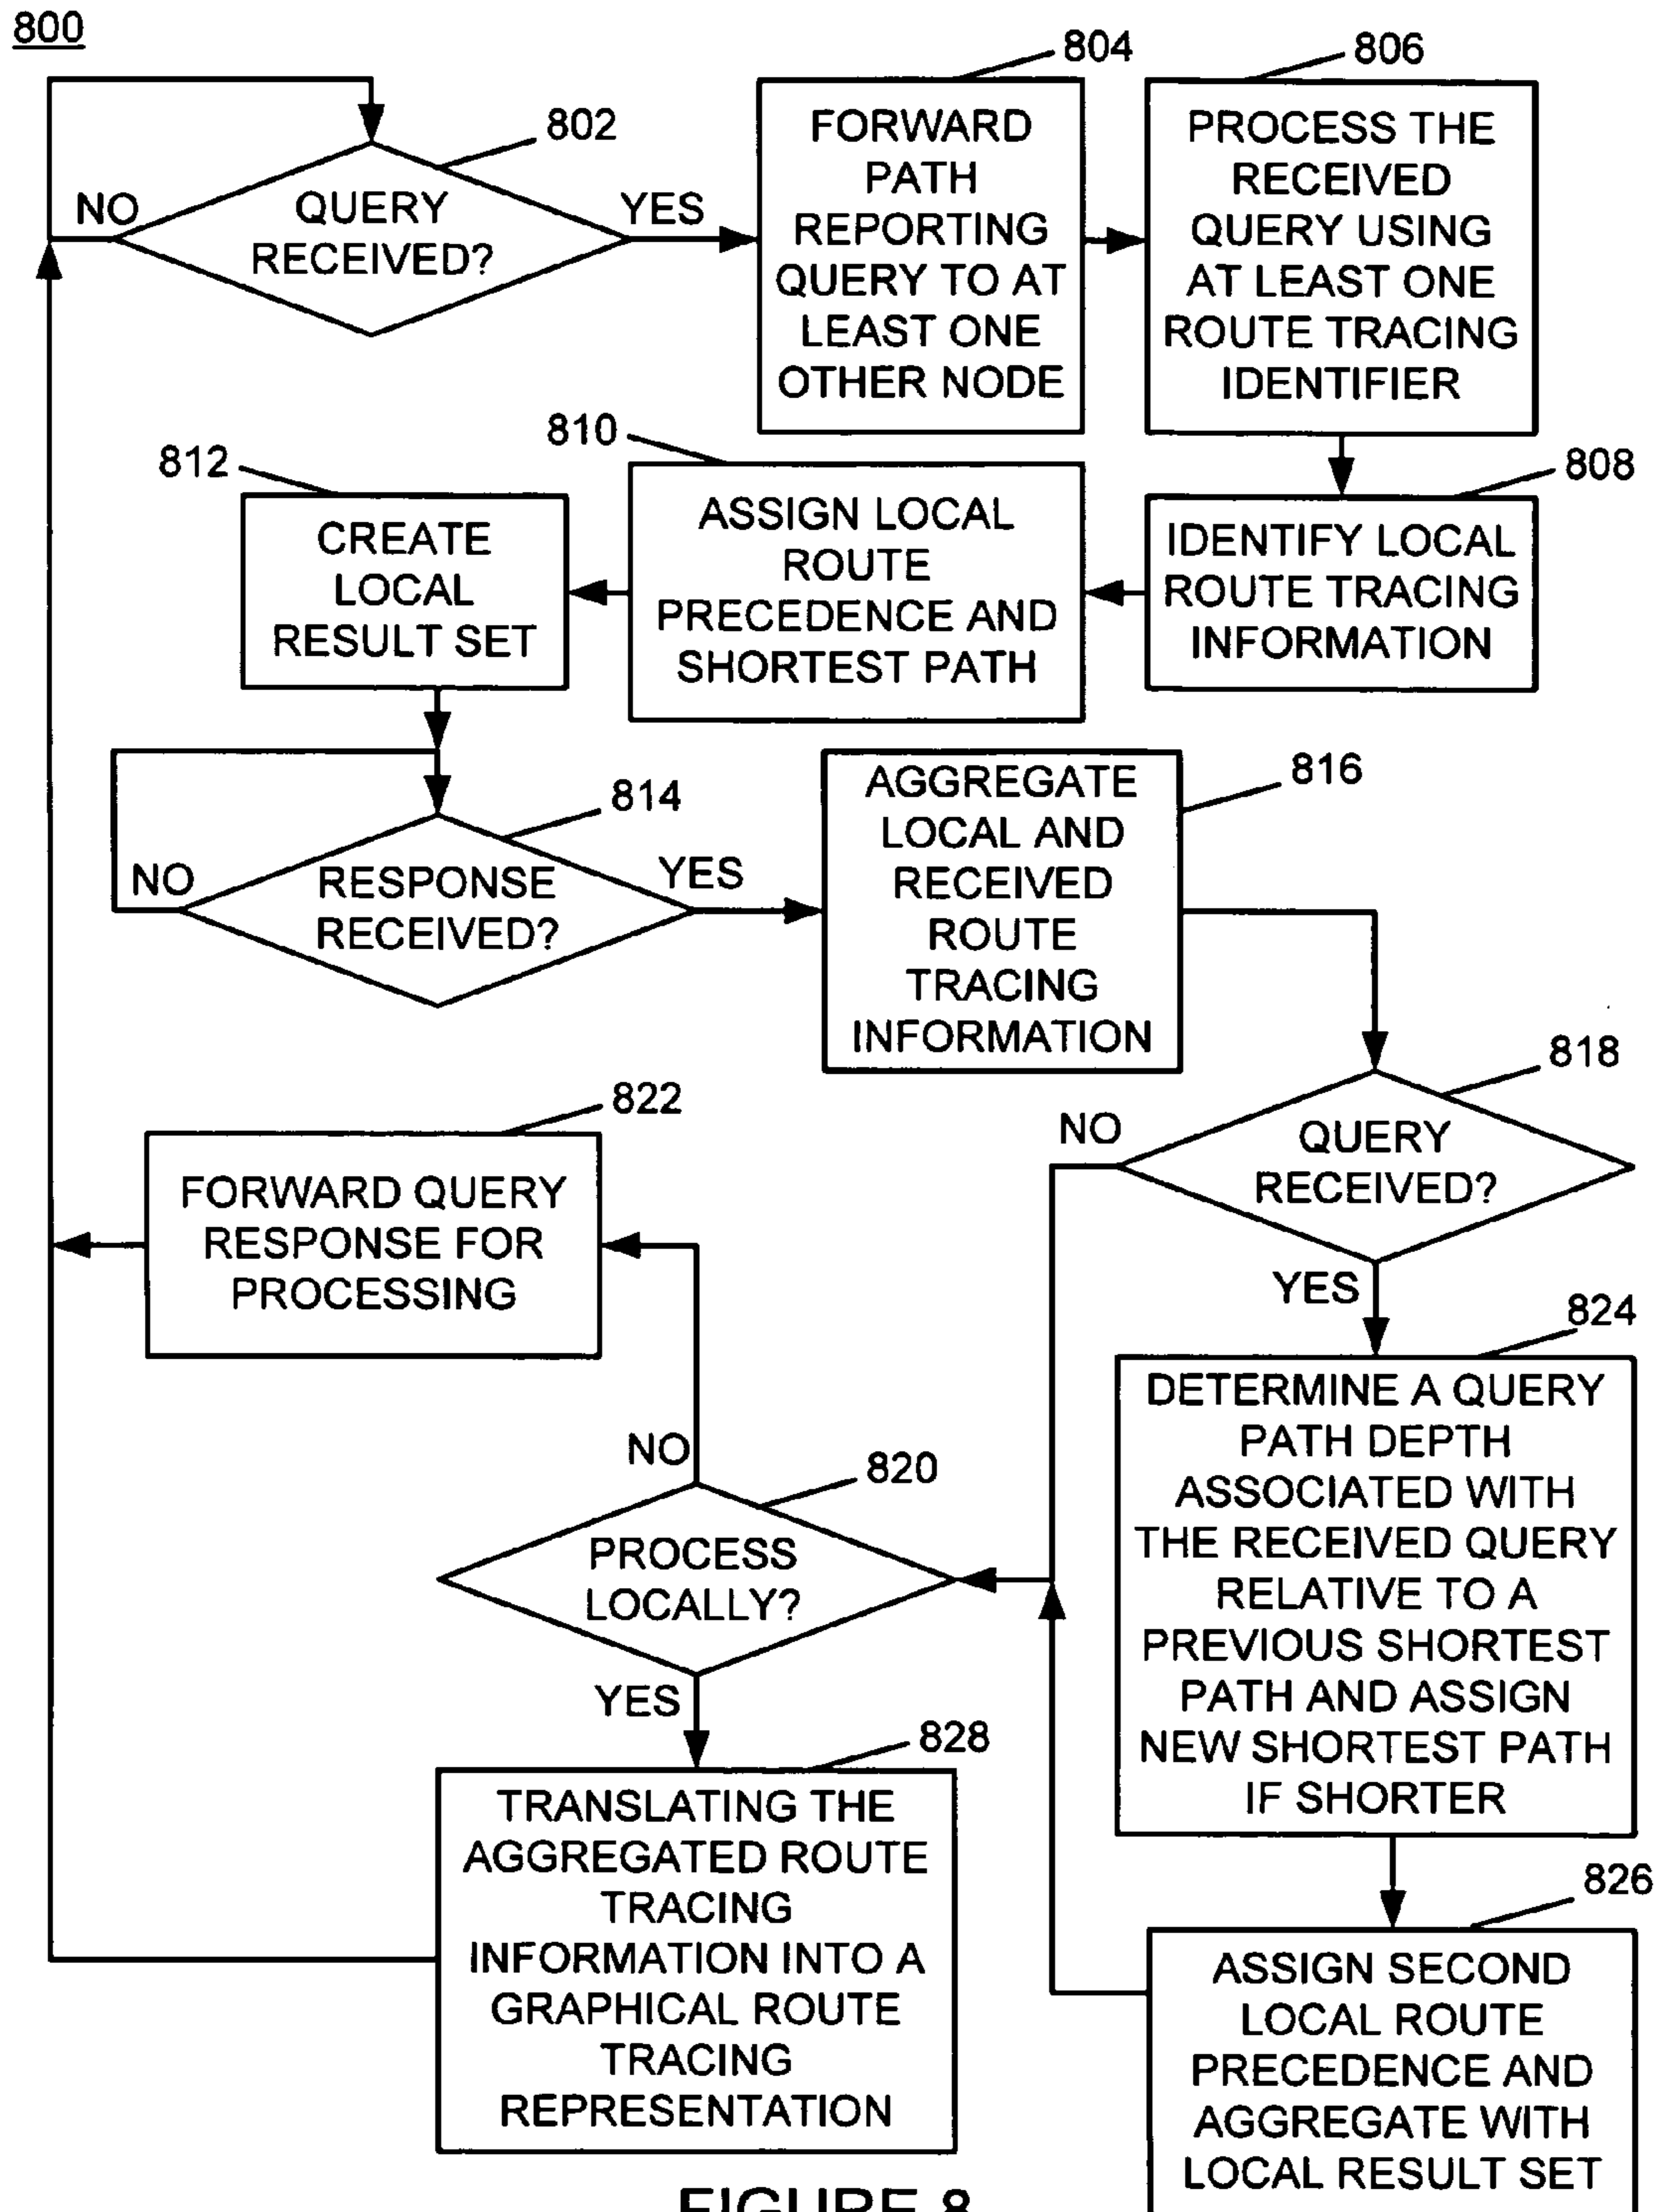 800
802
QUERY
RECEIVED?
NO
YES
804
FORWARD
PATH
REPORTING
QUERY TO AT
LEAST ONE
OTHER NODE
806
PROCESS THE
RECEIVED
QUERY USING
AT LEAST ONE
ROUTE TRACING
IDENTIFIER
808
IDENTIFY LOCAL
ROUTE TRACING
INFORMATION
810
ASSIGN LOCAL
ROUTE
PRECEDENCE AND
SHORTEST PATH
812
CREATE
LOCAL
RESULT SET
814
RESPONSE
RECEIVED?
NO
YES
816
AGGREGATE
LOCAL AND
RECEIVED
ROUTE
TRACING
INFORMATION
818
QUERY
RECEIVED?
NO
YES
822
FORWARD QUERY
RESPONSE FOR
PROCESSING
820
PROCESS
LOCALLY?
NO
YES
824
DETERMINE A QUERY
PATH DEPTH
ASSOCIATED WITH
THE RECEIVED QUERY
RELATIVE TO A
PREVIOUS SHORTEST
PATH AND ASSIGN
NEW SHORTEST PATH
IF SHORTER
826
ASSIGN SECOND
LOCAL ROUTE
PRECEDENCE AND
AGGREGATE WITH
LOCAL RESULT SET
828
TRANSLATING THE
AGGREGATED ROUTE
TRACING
INFORMATION INTO A
GRAPHICAL ROUTE
TRACING
REPRESENTATION
FIGURE 8